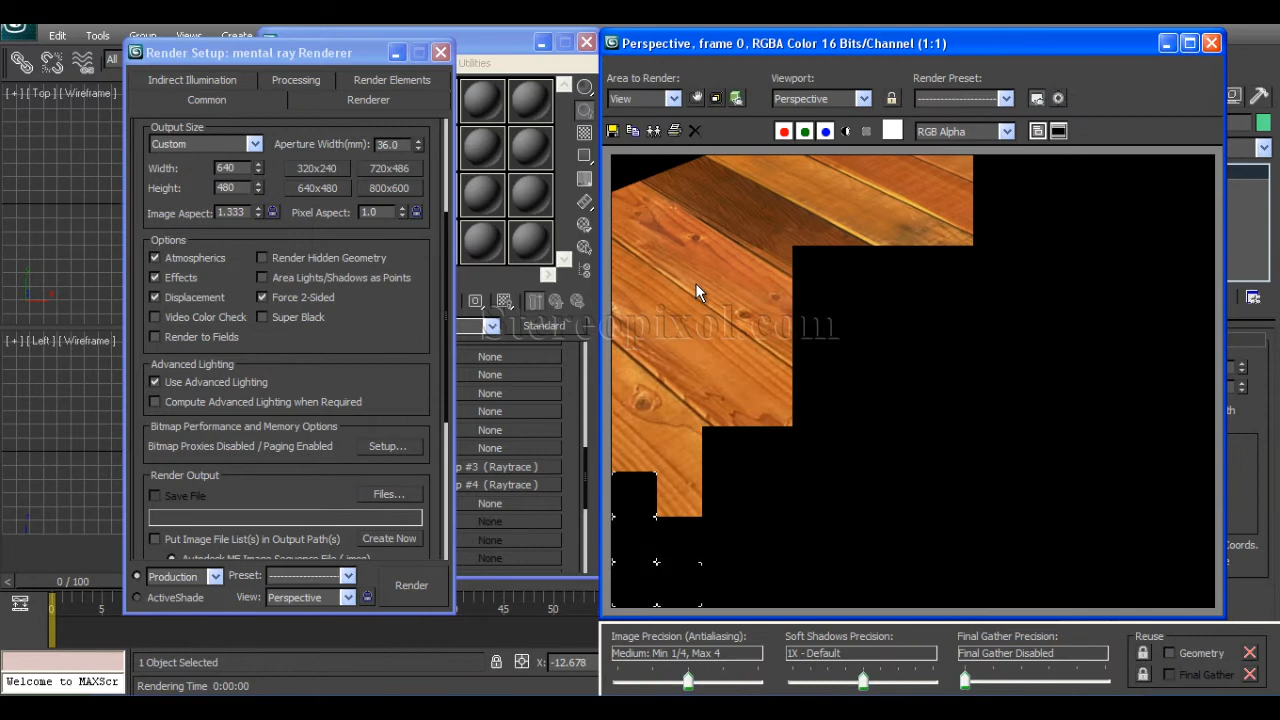 Edit Tools Group Views Create
Render Setup: mental ray Renderer
Perspective, frame 0, RGBA Color 16 Bits/Channel (1:1)
All
Utilities
Indirect Illumination Processing Render Elements
Common Renderer
[ + ] [ Top ] [ Wireframe ]
Area to Render:
View
Viewport:
Perspective
Render Preset:
RGB Alpha
Output Size
Custom
Aperture Width(mm): 36.0
Width: 640
320x240
720x486
Height: 480
640x480
800x600
Image Aspect: 1.333
Pixel Aspect: 1.0
Options
Atmospherics
Render Hidden Geometry
Effects
Area Lights/Shadows as Points
Displacement
Force 2-Sided
Video Color Check
Super Black
Render to Fields
Stereopixol.com
Standard
[ + ] [ Left ] [ Wireframe ]
None
None
None
None
None
None
p #3 ( Raytrace )
p #4 ( Raytrace )
None
None
None
None
Advanced Lighting
Use Advanced Lighting
Compute Advanced Lighting when Required
Bitmap Performance and Memory Options
Bitmap Proxies Disabled / Paging Enabled
Setup...
Render Output
Save File
Files...
Put Image File List(s) in Output Path(s)
Create Now
Coords.
0 / 100
Production
Preset:
Render
ActiveShade
View: Perspective
0 5 45 50
Image Precision (Antialiasing):
Medium: Min 1/4, Max 4
Soft Shadows Precision:
1X - Default
Final Gather Precision:
Final Gather Disabled
Reuse
Geometry
Final Gather
1 Object Selected
X: -12.678
Welcome to MAXScr
Rendering Time 0:00:00